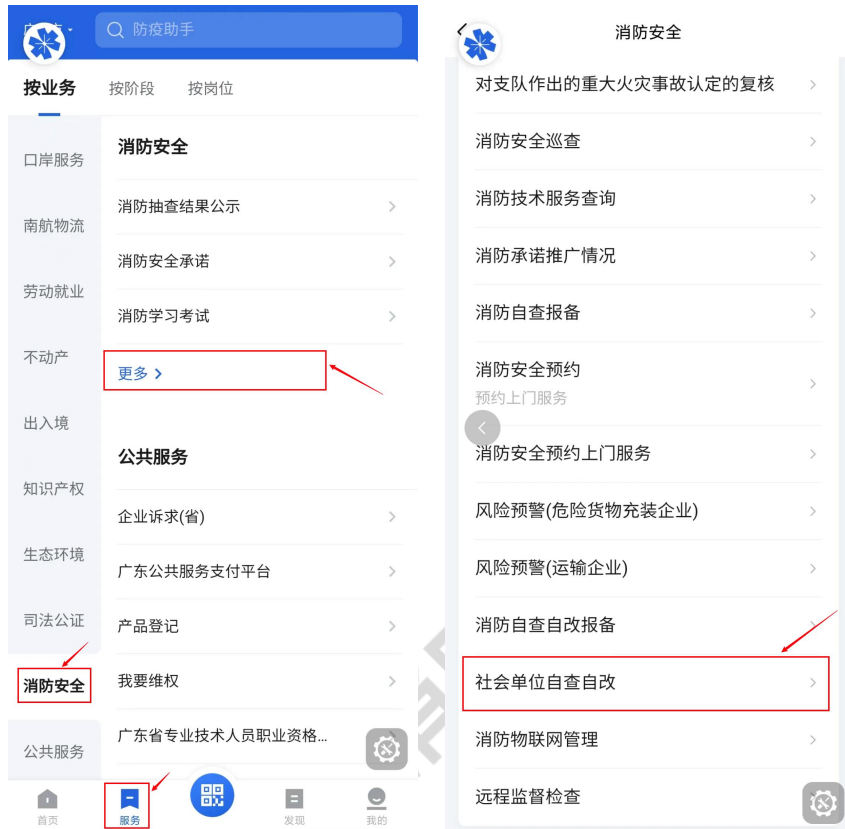 防疫助手
按业务
按阶段
按岗位
口岸服务
南航物流
劳动就业
不动产
出入境
知识产权
生态环境
司法公证
消防安全
公共服务
消防安全
消防抽查结果公示
消防安全承诺
消防学习考试
更多
公共服务
企业诉求(省)
广东公共服务支付平台
产品登记
我要维权
广东省专业技术人员职业资格...
首页
服务
发现
我的
消防安全
对支队作出的重大火灾事故认定的复核
消防安全巡查
消防技术服务查询
消防承诺推广情况
消防自查报备
消防安全预约
预约上门服务
消防安全预约上门服务
风险预警(危险货物充装企业)
风险预警(运输企业)
消防自查自改报备
社会单位自查自改
消防物联网管理
远程监督检查